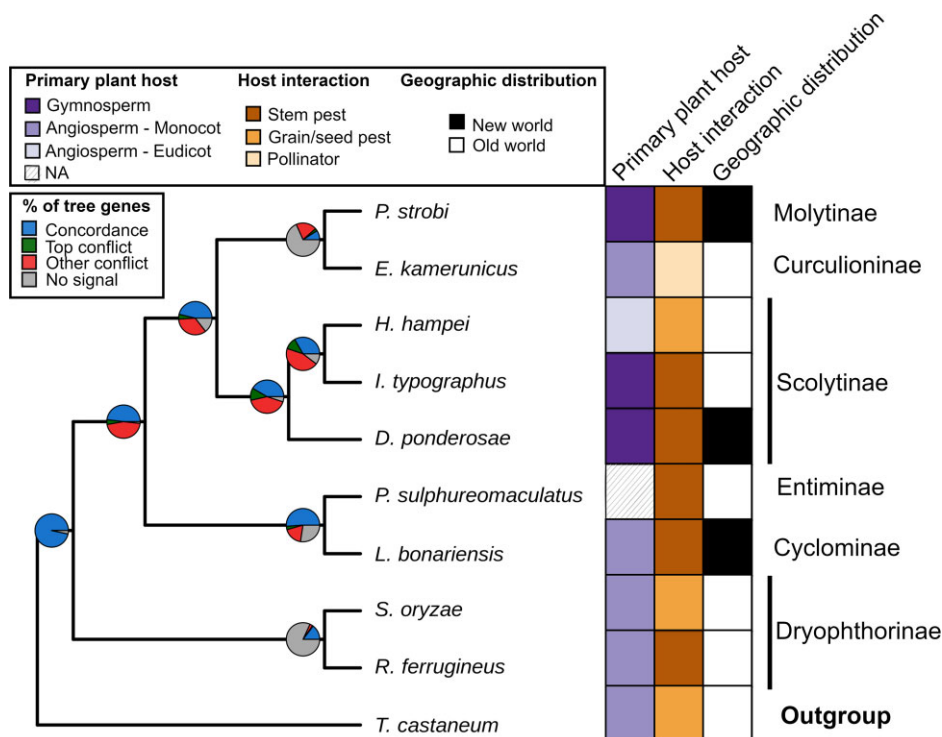 Primary plant host
Gymnosperm
Angiosperm - Monocot
Angiosperm - Eudicot
NA
Host interaction
Stem pest
Grain/seed pest
Pollinator
Geographic distribution
New world
Old world
Primary plant host
Host interaction
Geographic distribution
% of tree genes
Concordance
Top conflict
Other conflict
No signal
P. strobi
E. kamerunicus
H. hampei
I. typographus
D. ponderosae
P. sulphureomaculatus
L. bonariensis
S. oryzae
R. ferrugineus
T. castaneum
Molytinae
Curculioninae
Scolytinae
Entiminae
Cyclominae
Dryophthorinae
Outgroup